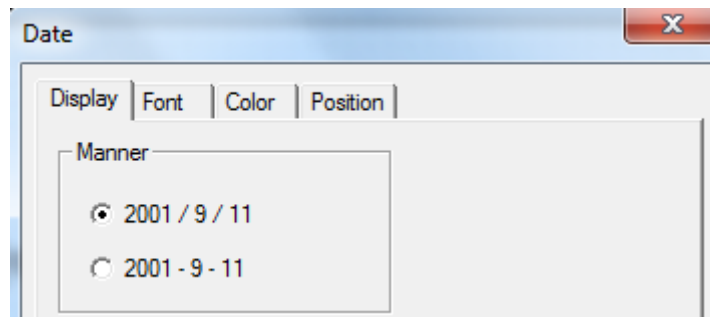 Date
Display Font Color Position
Manner
2001 / 9 / 11
2001 - 9 - 11